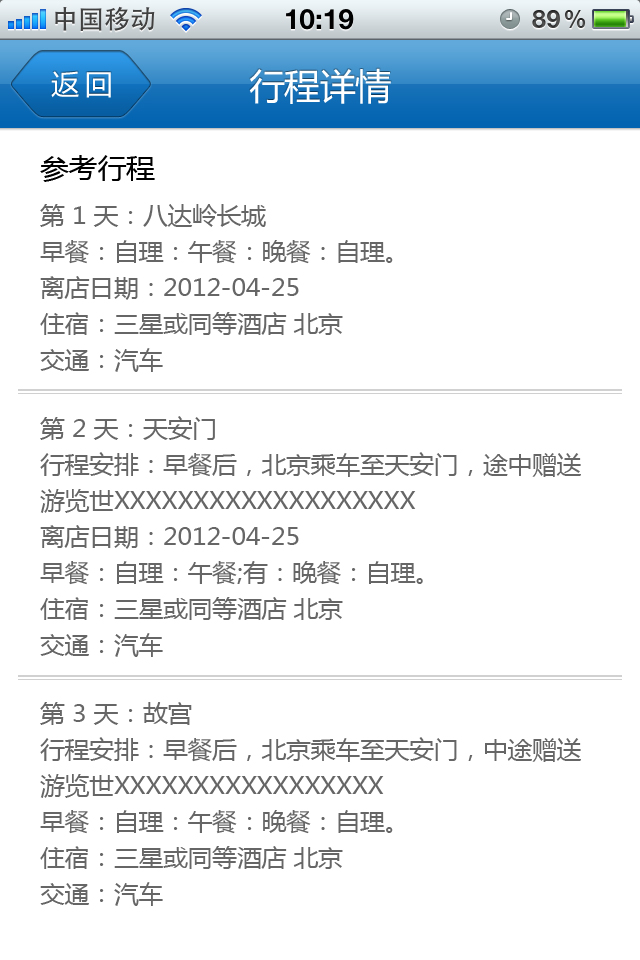 中国移动 10:19 89%
返回 行程详情
参考行程
第 1 天：八达岭长城
早餐：自理：午餐：晚餐：自理。
离店日期：2012-04-25
住宿：三星或同等酒店 北京
交通：汽车
第 2 天：天安门
行程安排：早餐后，北京乘车至天安门，途中赠送
游览世XXXXXXXXXXXXXXXXXXX
离店日期：2012-04-25
早餐：自理：午餐;有：晚餐：自理。
住宿：三星或同等酒店 北京
交通：汽车
第 3 天：故宫
行程安排：早餐后，北京乘车至天安门，中途赠送
游览世XXXXXXXXXXXXXXXXX
早餐：自理：午餐：晚餐：自理。
住宿：三星或同等酒店 北京
交通：汽车